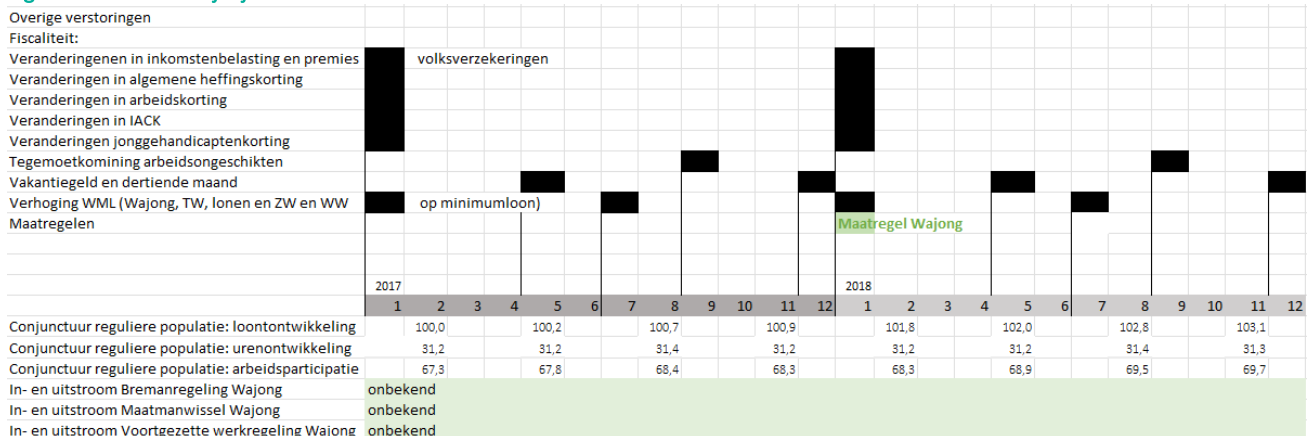 Overige verstoringen
Fiscaliteit:
Veranderingenen in inkomstenbelasting en premies volksverzekeringen
Veranderingen in algemene heffingskorting
Veranderingen in arbeidskorting
Veranderingen in IACK
Veranderingen jonggehandicaptenkorting
Tegemoetkomining arbeidsongeschikten
Vakantiegeld en dertiende maand
Verhoging WML (Wajong, TW, lonen en ZW en WW op minimumloon)
Maatregelen Maatregel Wajong
2017 2018
1 2 3 4 5 6 7 8 9 10 11 12 1 2 3 4 5 6 7 8 9 10 11 12
Conjunctuur reguliere populatie: loontontwikkeling 100,0 100,2 100,7 100,9 101,8 102,0 102,8 103,1
Conjunctuur reguliere populatie: urenontwikkeling 31,2 31,2 31,4 31,2 31,2 31,2 31,4 31,3
Conjunctuur reguliere populatie: arbeidsparticipatie 67,3 67,8 68,4 68,3 68,3 68,9 69,5 69,7
In- en uitstroom Bremanregeling Wajong onbekend
In- en uitstroom Maatmanwissel Wajong onbekend
In- en uitstroom Voortgezette werkregeling Wajong onbekend